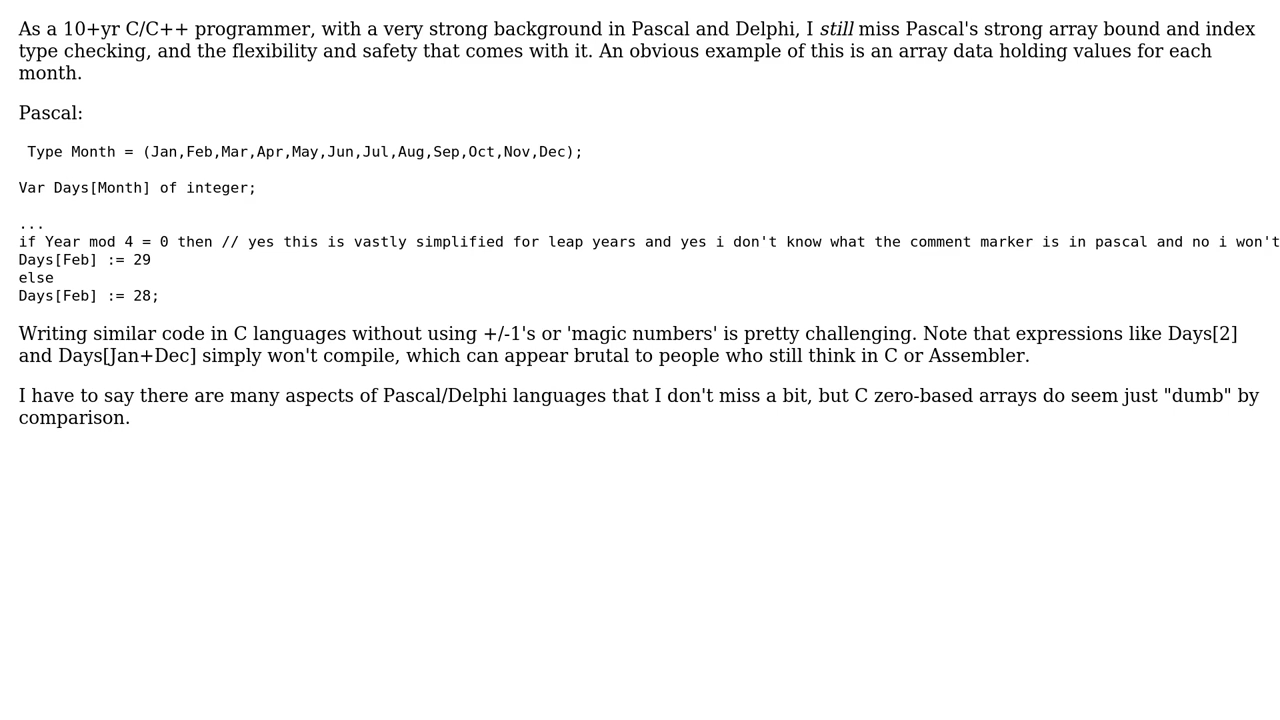 As a 10+yr C/C++ programmer, with a very strong background in Pascal and Delphi, I still miss Pascal's strong array bound and index
type checking, and the flexibility and safety that comes with it. An obvious example of this is an array data holding values for each
month.
Pascal:
Type Month = (Jan,Feb,Mar,Apr,May,Jun,Jul,Aug,Sep,Oct,Nov,Dec);
Var Days[Month] of integer;
...
if Year mod 4 = 0 then // yes this is vastly simplified for leap years and yes i don't know what the comment marker is in pascal and no i won't
Days[Feb] := 29
else
Days[Feb] := 28;
Writing similar code in C languages without using +/-1's or 'magic numbers' is pretty challenging. Note that expressions like Days[2]
and Days[Jan+Dec] simply won't compile, which can appear brutal to people who still think in C or Assembler.
I have to say there are many aspects of Pascal/Delphi languages that I don't miss a bit, but C zero-based arrays do seem just "dumb" by
comparison.